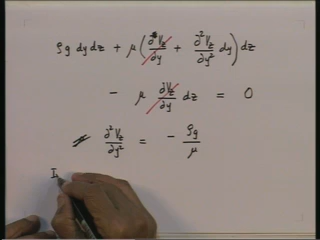 ρg dy dz + μ(∂V_z/∂y + ∂²V_z/∂y² dy) dz
− μ ∂V_z/∂y dz = 0
⇒ ∂²V_z/∂y² = − ρg/μ
I